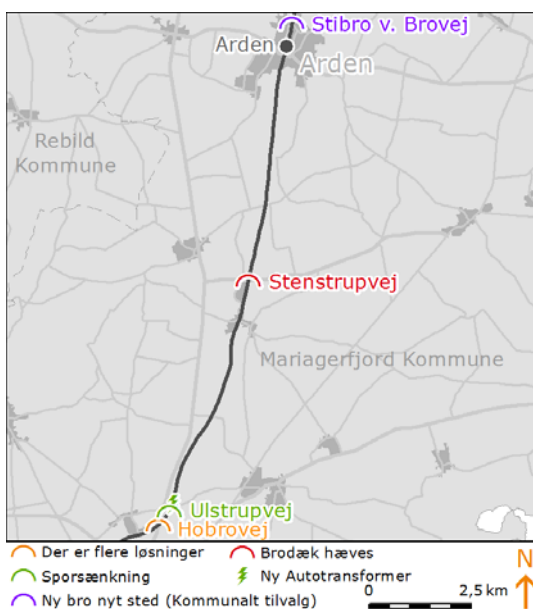 Stibro v. Brovej
Arden
Arden
Rebild
Kommune
Stenstrupvej
Mariagerfjord Kommune
Ulstrupvej
Hobrovej
Der er flere løsninger
Brodæk hæves
N
Sporsænkning
Ny Autotransformer
Ny bro nyt sted (Kommunalt tilvalg)
0
2,5 km